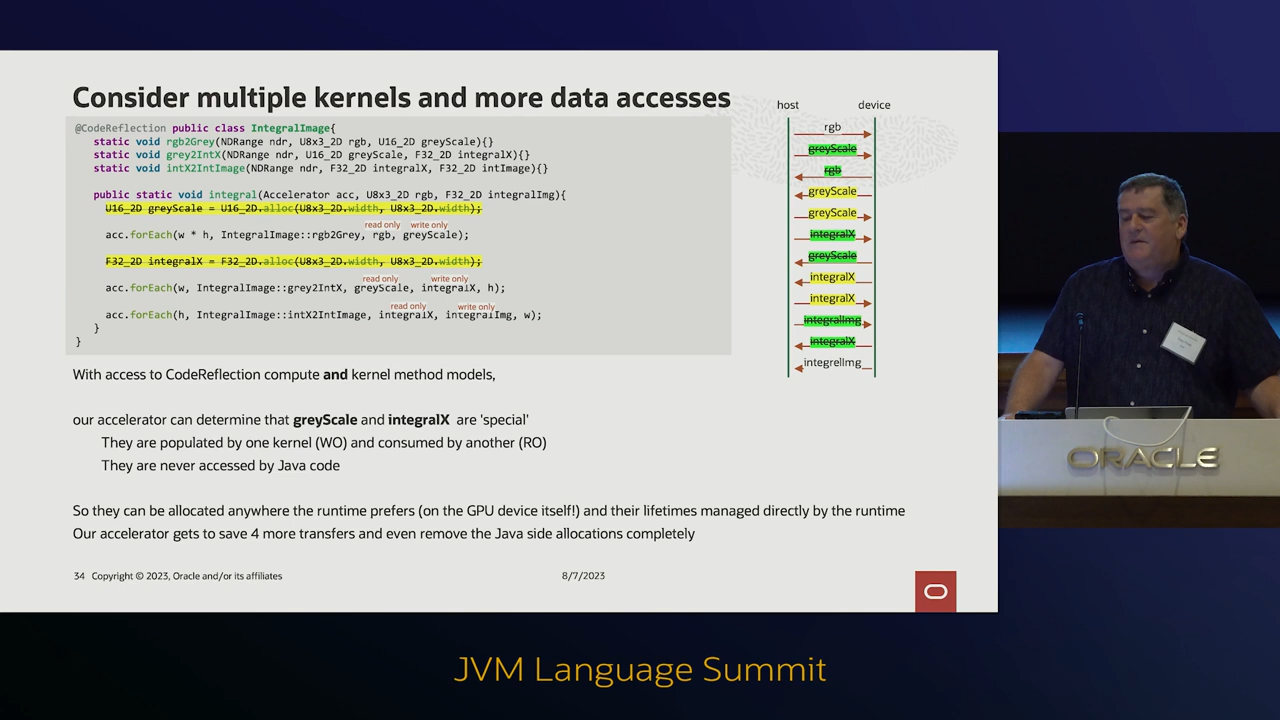 Consider multiple kernels and more data accesses
@CodeReflection public class IntegralImage{
static void rgb2Grey(NDRange ndr, U8x3_2D rgb, U16_2D greyScale){}
static void grey2IntX(NDRange ndr, U16_2D greyScale, F32_2D integralX){}
static void intX2IntImage(NDRange ndr, F32_2D integralX, F32_2D intImage){}
public static void integral(Accelerator acc, U8x3_2D rgb, F32_2D integralImg){
U16_2D greyScale = U16_2D.alloc(U8x3_2D.width, U8x3_2D.width);
read only write only
acc.forEach(w * h, IntegralImage::rgb2Grey, rgb, greyScale);
F32_2D integralX = F32_2D.alloc(U8x3_2D.width, U8x3_2D.width);
read only write only
acc.forEach(w, IntegralImage::grey2IntX, greyScale, integralX, h);
read only write only
acc.forEach(h, IntegralImage::intX2IntImage, integralX, integralImg, w);
}
}
host device
rgb
greyScale
rgb
greyScale
greyScale
integralX
greyScale
integralX
integralX
integralImg
integralX
integrelImg
With access to CodeReflection compute and kernel method models,
our accelerator can determine that greyScale and integralX are 'special'
They are populated by one kernel (WO) and consumed by another (RO)
They are never accessed by Java code
So they can be allocated anywhere the runtime prefers (on the GPU device itself!) and their lifetimes managed directly by the runtime
Our accelerator gets to save 4 more transfers and even remove the Java side allocations completely
34 Copyright © 2023, Oracle and/or its affiliates 8/7/2023
ORACLE
JVM Language Summit